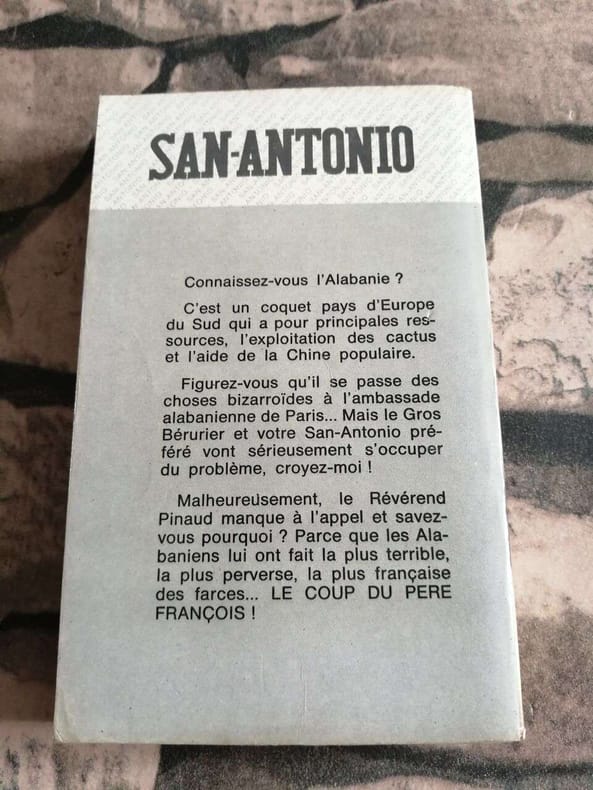 SAN-ANTONIO
Connaissez-vous l'Alabanie ?
C'est un coquet pays d'Europe
du Sud qui a pour principales res-
sources, l'exploitation des cactus
et l'aide de la Chine populaire.
Figurez-vous qu'il se passe des
choses bizarroïdes à l'ambassade
alabanienne de Paris... Mais le Gros
Bérurier et votre San-Antonio pré-
féré vont sérieusement s'occuper
du problème, croyez-moi !
Malheureusement, le Révérend
Pinaud manque à l'appel et savez-
vous pourquoi ? Parce que les Ala-
baniens lui ont fait la plus terrible,
la plus perverse, la plus française
des farces... LE COUP DU PERE
FRANÇOIS !